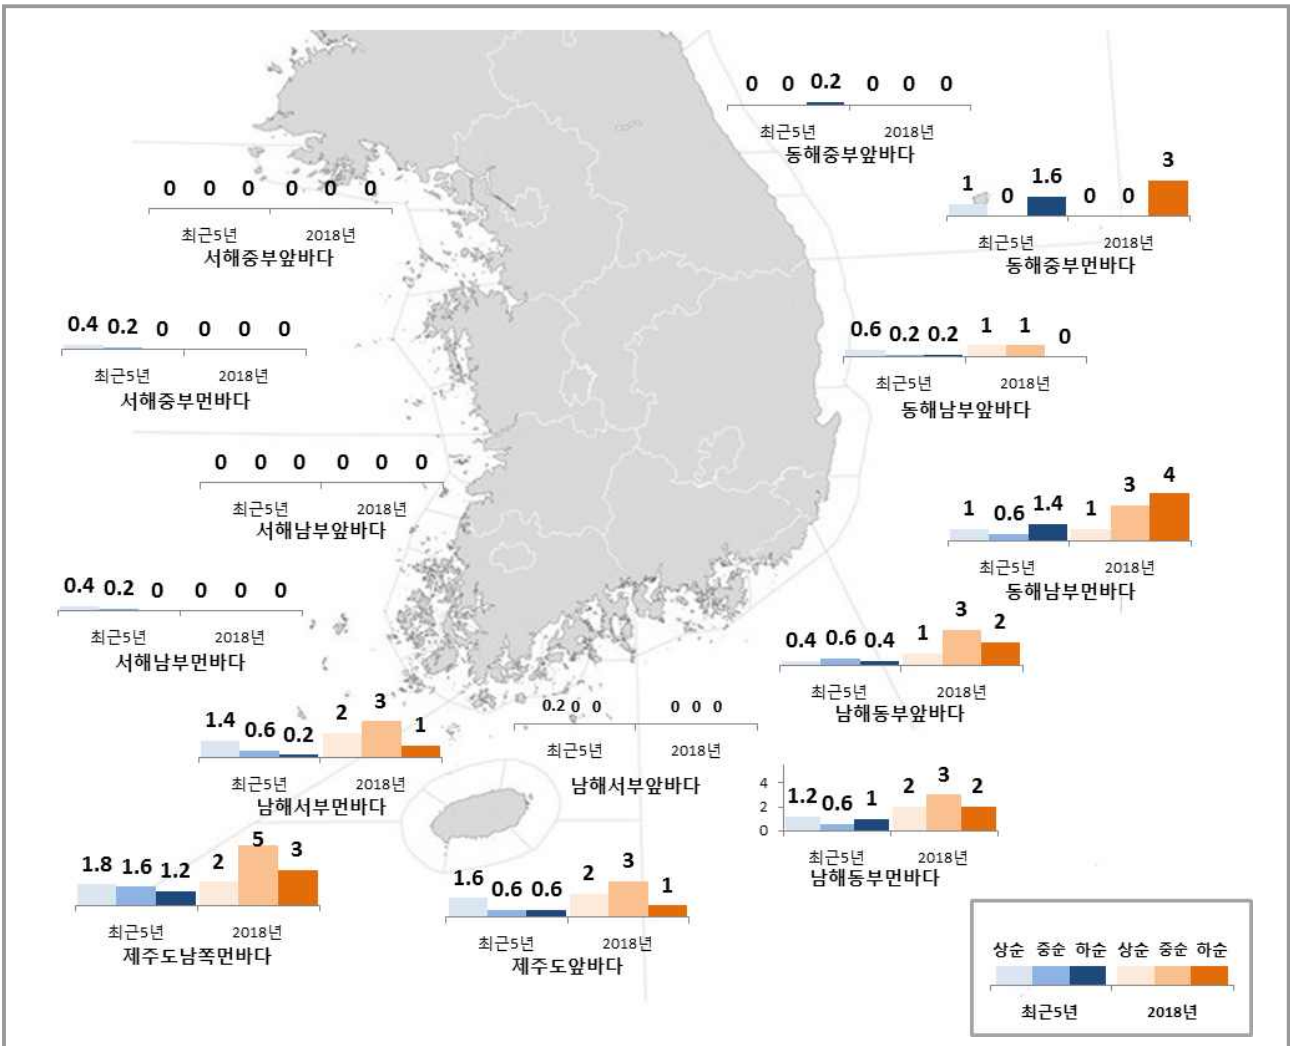 0 0 0.2 0 0 0
최근5년 2018년
동해중부앞바다
1 0 1.6 0 0 3
최근5년 2018년
동해중부먼바다
0 0 0 0 0 0
최근5년 2018년
서해중부앞바다
0.4 0.2 0 0 0 0
최근5년 2018년
서해중부먼바다
0.6 0.2 0.2 1 1 0
최근5년 2018년
동해남부앞바다
0 0 0 0 0 0
최근5년 2018년
서해남부앞바다
1 0.6 1.4 1 3 4
최근5년 2018년
동해남부먼바다
0.4 0.2 0 0 0 0
최근5년 2018년
서해남부먼바다
0.4 0.6 0.4 1 3 2
최근5년 2018년
남해동부앞바다
1.4 0.6 0.2 2 3 1
최근5년 2018년
남해서부먼바다
0.2 0 0 0 0 0
최근5년 2018년
남해서부앞바다
4
2
0
1.2 0.6 1 2 3 2
최근5년 2018년
남해동부먼바다
1.8 1.6 1.2 2 5 3
최근5년 2018년
제주도남쪽먼바다
1.6 0.6 0.6 2 3 1
최근5년 2018년
제주도앞바다
상순 중순 하순 상순 중순 하순
최근5년 2018년